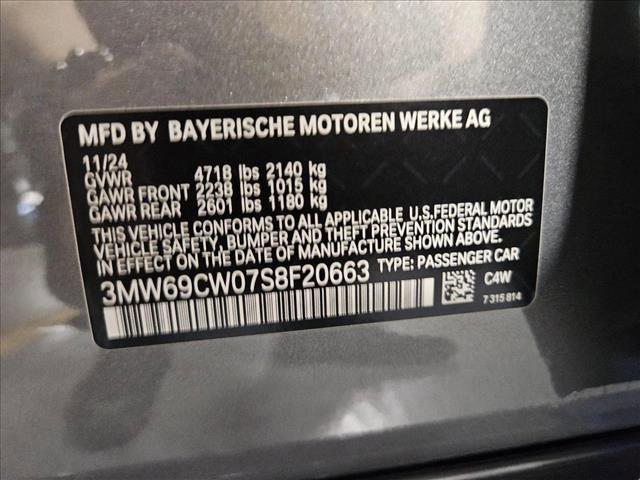 MFD BY BAYERISCHE MOTOREN WERKE AG
11/24
GVWR 4718 lbs 2140 kg
GAWR FRONT 2238 lbs 1015 kg
GAWR REAR 2601 lbs 1180 kg
THIS VEHICLE CONFORMS TO ALL APPLICABLE U.S.FEDERAL MOTOR
VEHICLE SAFETY, BUMPER, AND THEFT PREVENTION STANDARDS
IN EFFECT ON THE DATE OF MANUFACTURE SHOWN ABOVE.
3MW69CW07S8F20663 TYPE: PASSENGER CAR
C4W
7315814